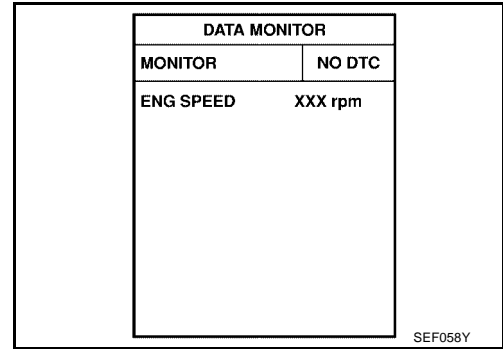 DATA MONITOR
MONITOR NO DTC
ENG SPEED XXX rpm
SEF058Y